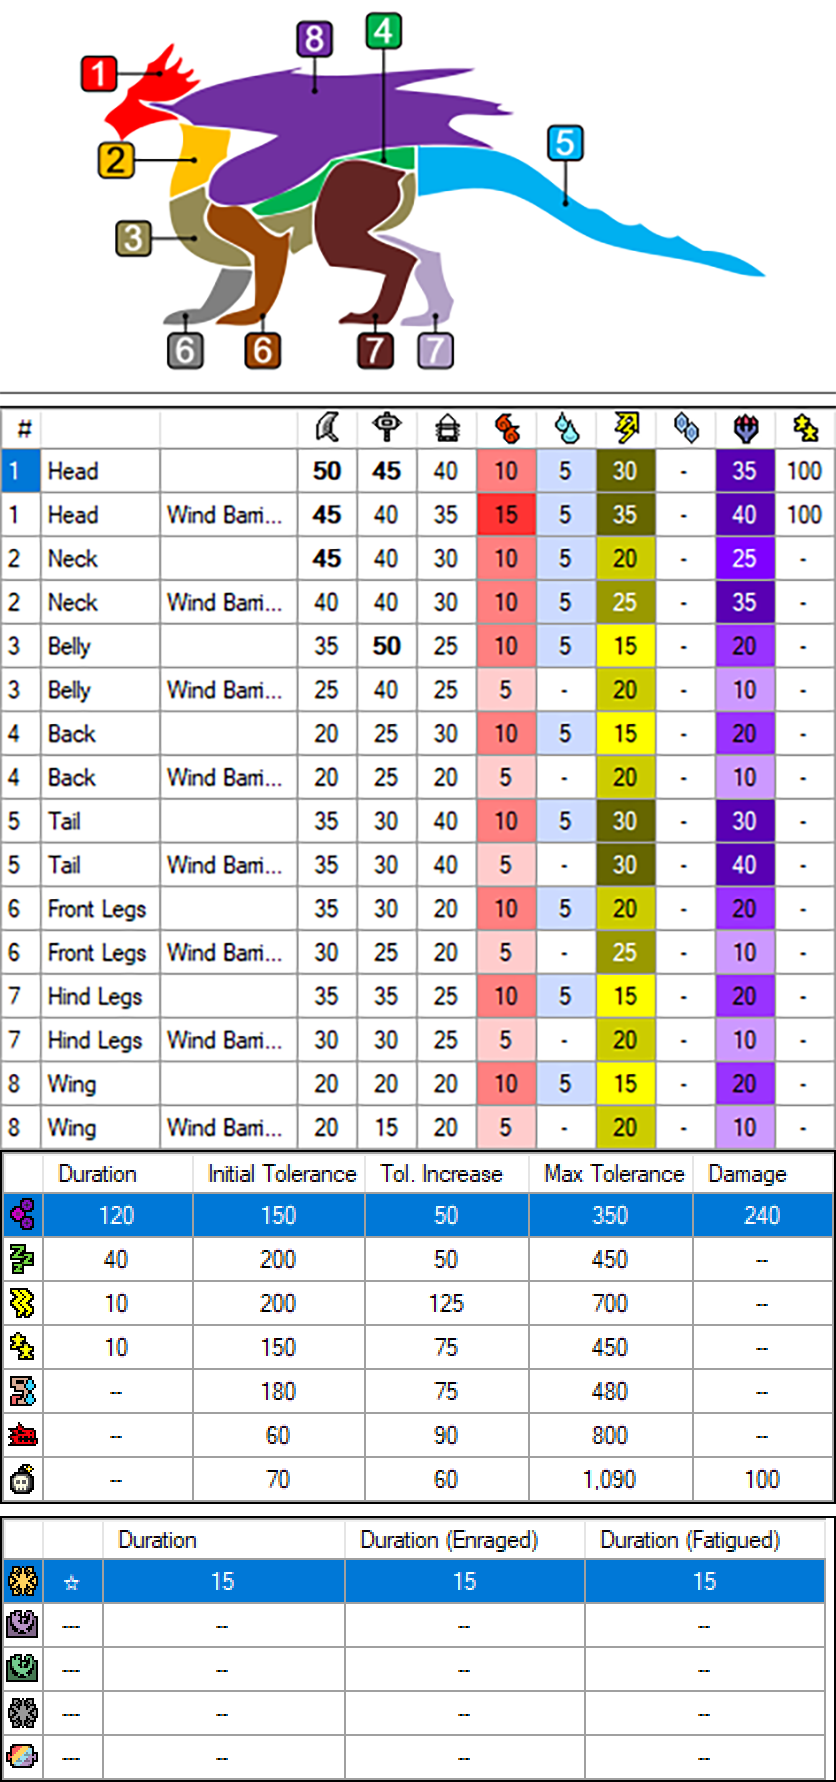 8
4
1
2
5
3
6
6
7
7
#
1 Head 50 45 40 10 5 30 - 35 100
1 Head Wind Barri... 45 40 35 15 5 35 - 40 100
2 Neck 45 40 30 10 5 20 - 25 -
2 Neck Wind Barri... 40 40 30 10 5 25 - 35 -
3 Belly 35 50 25 10 5 15 - 20 -
3 Belly Wind Barri... 25 40 25 5 - 20 - 10 -
4 Back 20 25 30 10 5 15 - 20 -
4 Back Wind Barri... 20 25 20 5 - 20 - 10 -
5 Tail 35 30 40 10 5 30 - 30 -
5 Tail Wind Barri... 35 30 40 5 - 30 - 40 -
6 Front Legs 35 30 20 10 5 20 - 20 -
6 Front Legs Wind Barri... 30 25 20 5 - 25 - 10 -
7 Hind Legs 35 35 25 10 5 15 - 20 -
7 Hind Legs Wind Barri... 30 30 25 5 - 20 - 10 -
8 Wing 20 20 20 10 5 15 - 20 -
8 Wing Wind Barri... 20 15 20 5 - 20 - 10 -
Duration Initial Tolerance Tol. Increase Max Tolerance Damage
120 150 50 350 240
40 200 50 450 --
10 200 125 700 --
10 150 75 450 --
-- 180 75 480 --
-- 60 90 800 --
-- 70 60 1,090 100
Duration Duration (Enraged) Duration (Fatigued)
☆ 15 15 15
--- -- -- --
--- -- -- --
--- -- -- --
--- -- -- --